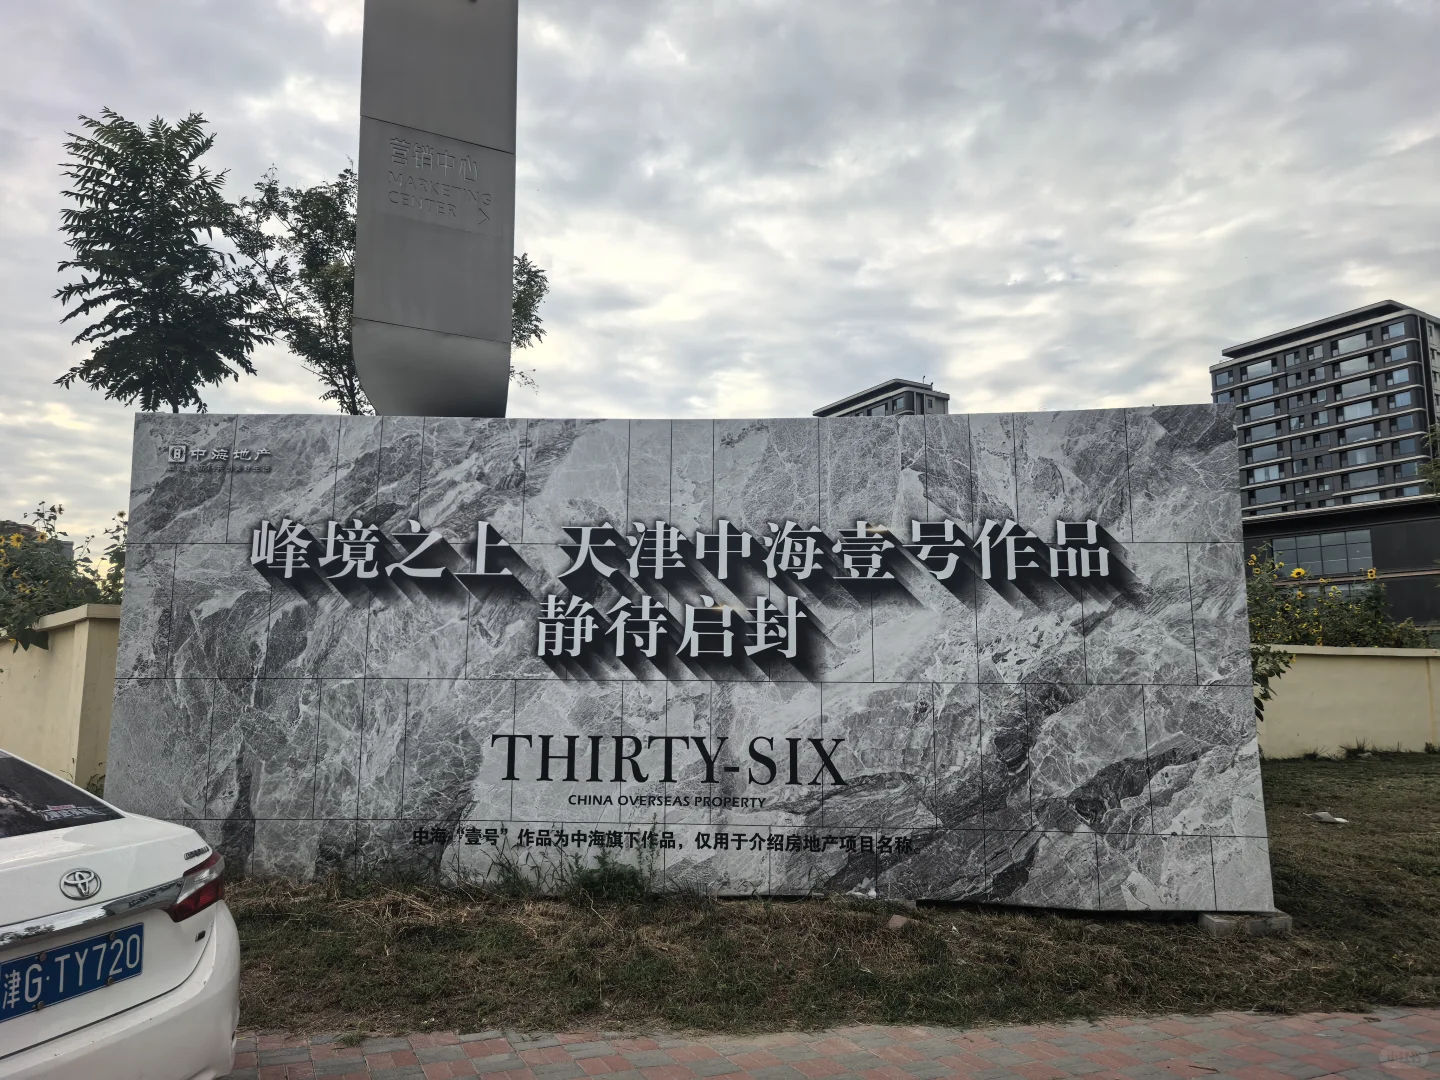 营销中心
MARKETING
CENTER >
中海地产
峰境之上 天津中海壹号作品
静待启封
THIRTY-SIX
CHINA OVERSEAS PROPERTY
中海“壹号”作品为中海旗下作品，仅用于介绍房地产项目名称。
津G·TY720